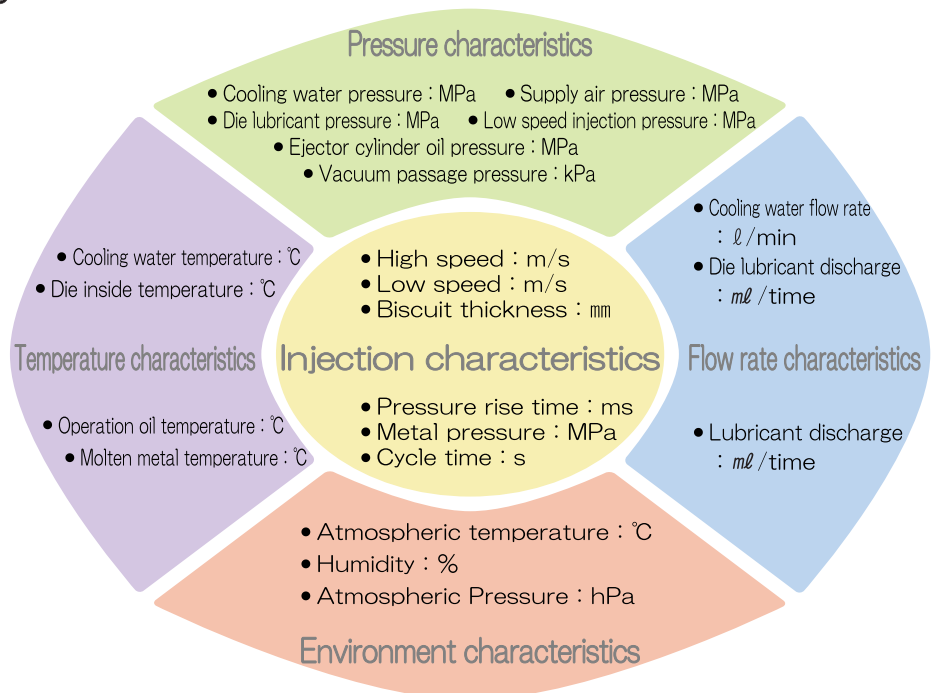 Pressure characteristics
● Cooling water pressure : MPa ● Supply air pressure : MPa
● Die lubricant pressure : MPa ● Low speed injection pressure : MPa
● Ejector cylinder oil pressure : MPa
● Vacuum passage pressure : kPa
● Cooling water temperature : ℃
● Die inside temperature : ℃
Temperature characteristics
● Operation oil temperature : ℃
● Molten metal temperature : ℃
● High speed : m/s
● Low speed : m/s
● Biscuit thickness : ㎜
Injection characteristics
● Pressure rise time : ms
● Metal pressure : MPa
● Cycle time : s
● Cooling water flow rate
: ℓ/min
● Die lubricant discharge
: ㎖/time
Flow rate characteristics
● Lubricant discharge
: ㎖/time
● Atmospheric temperature : ℃
● Humidity : %
● Atmospheric Pressure : hPa
Environment characteristics